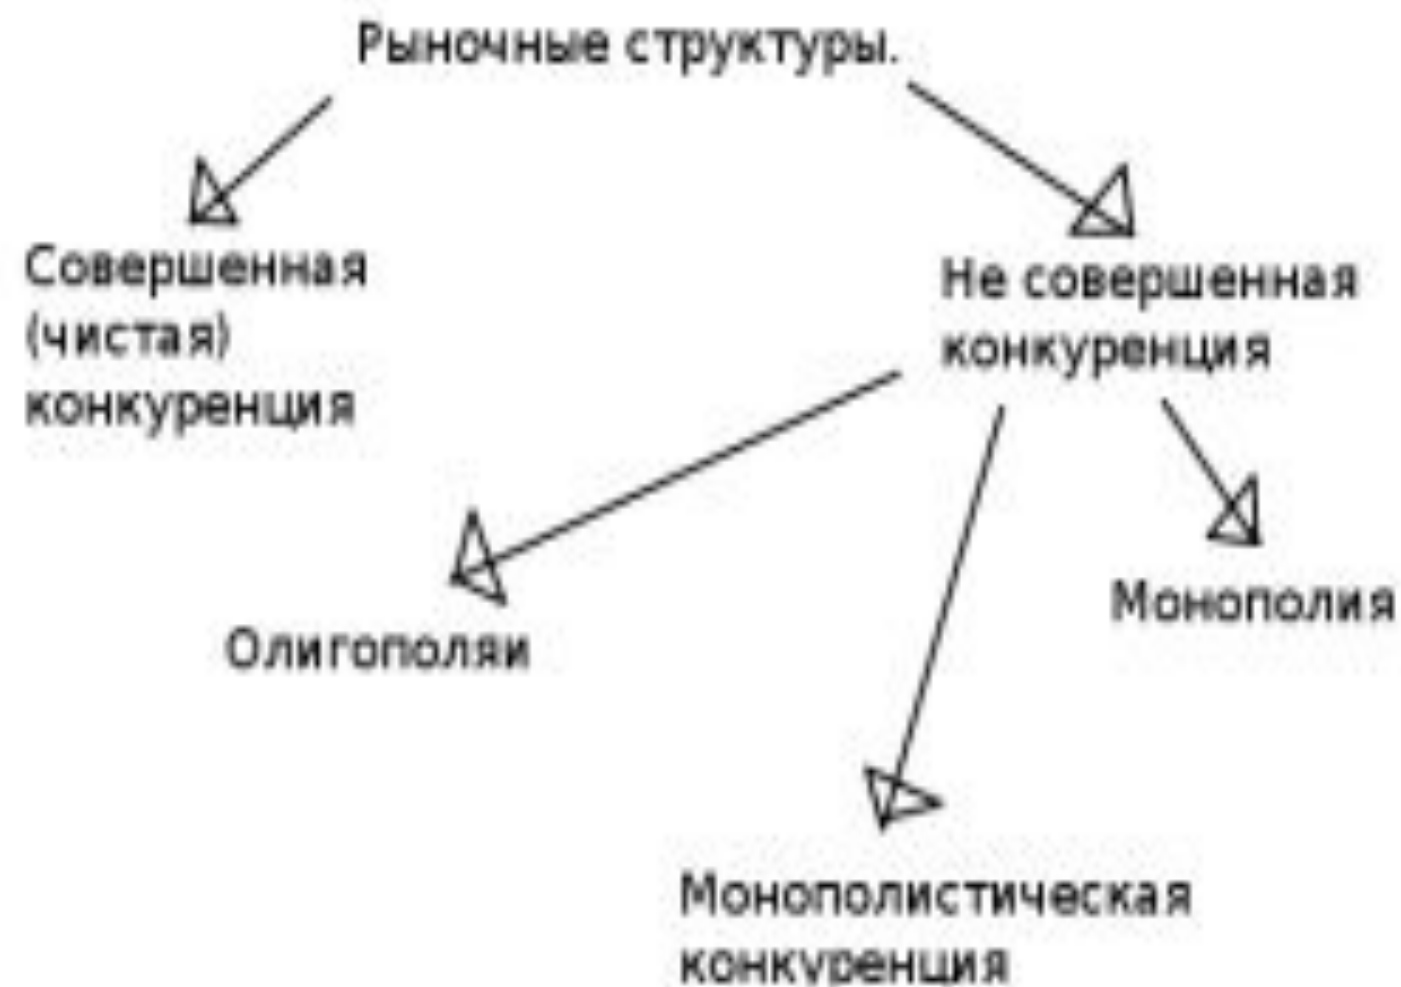 Рыночные структуры.
Совершенная
(чистая)
конкуренция
Не совершенная
конкуренция
Олигополяи
Монополия
Монополистическая
конкуренция